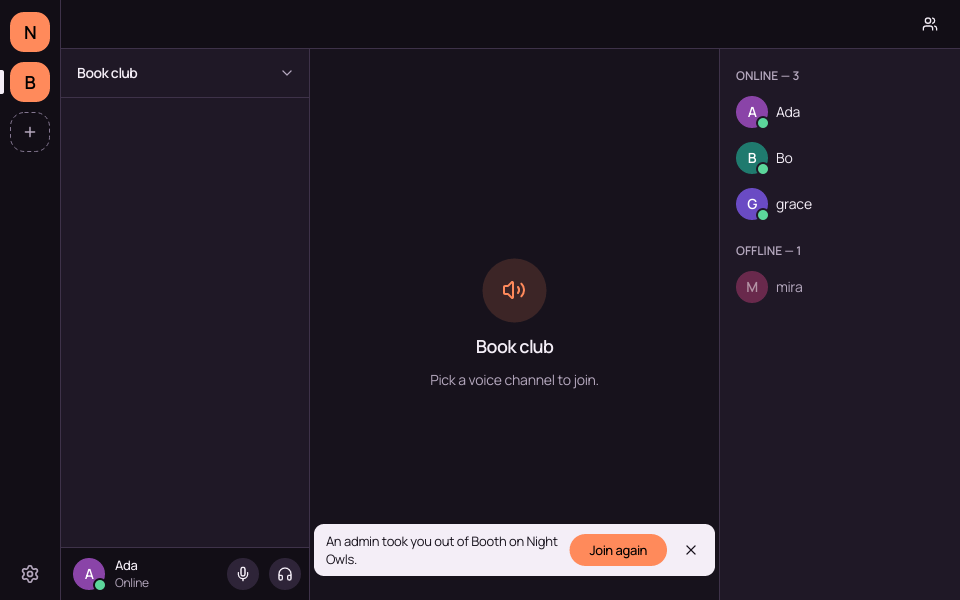 N
B
Book club
Book club
Pick a voice channel to join.
An admin took you out of Booth on Night
Owls.
Join again
A
Ada
Online
ONLINE — 3
A
Ada
B
Bo
G
grace
OFFLINE — 1
M
mira